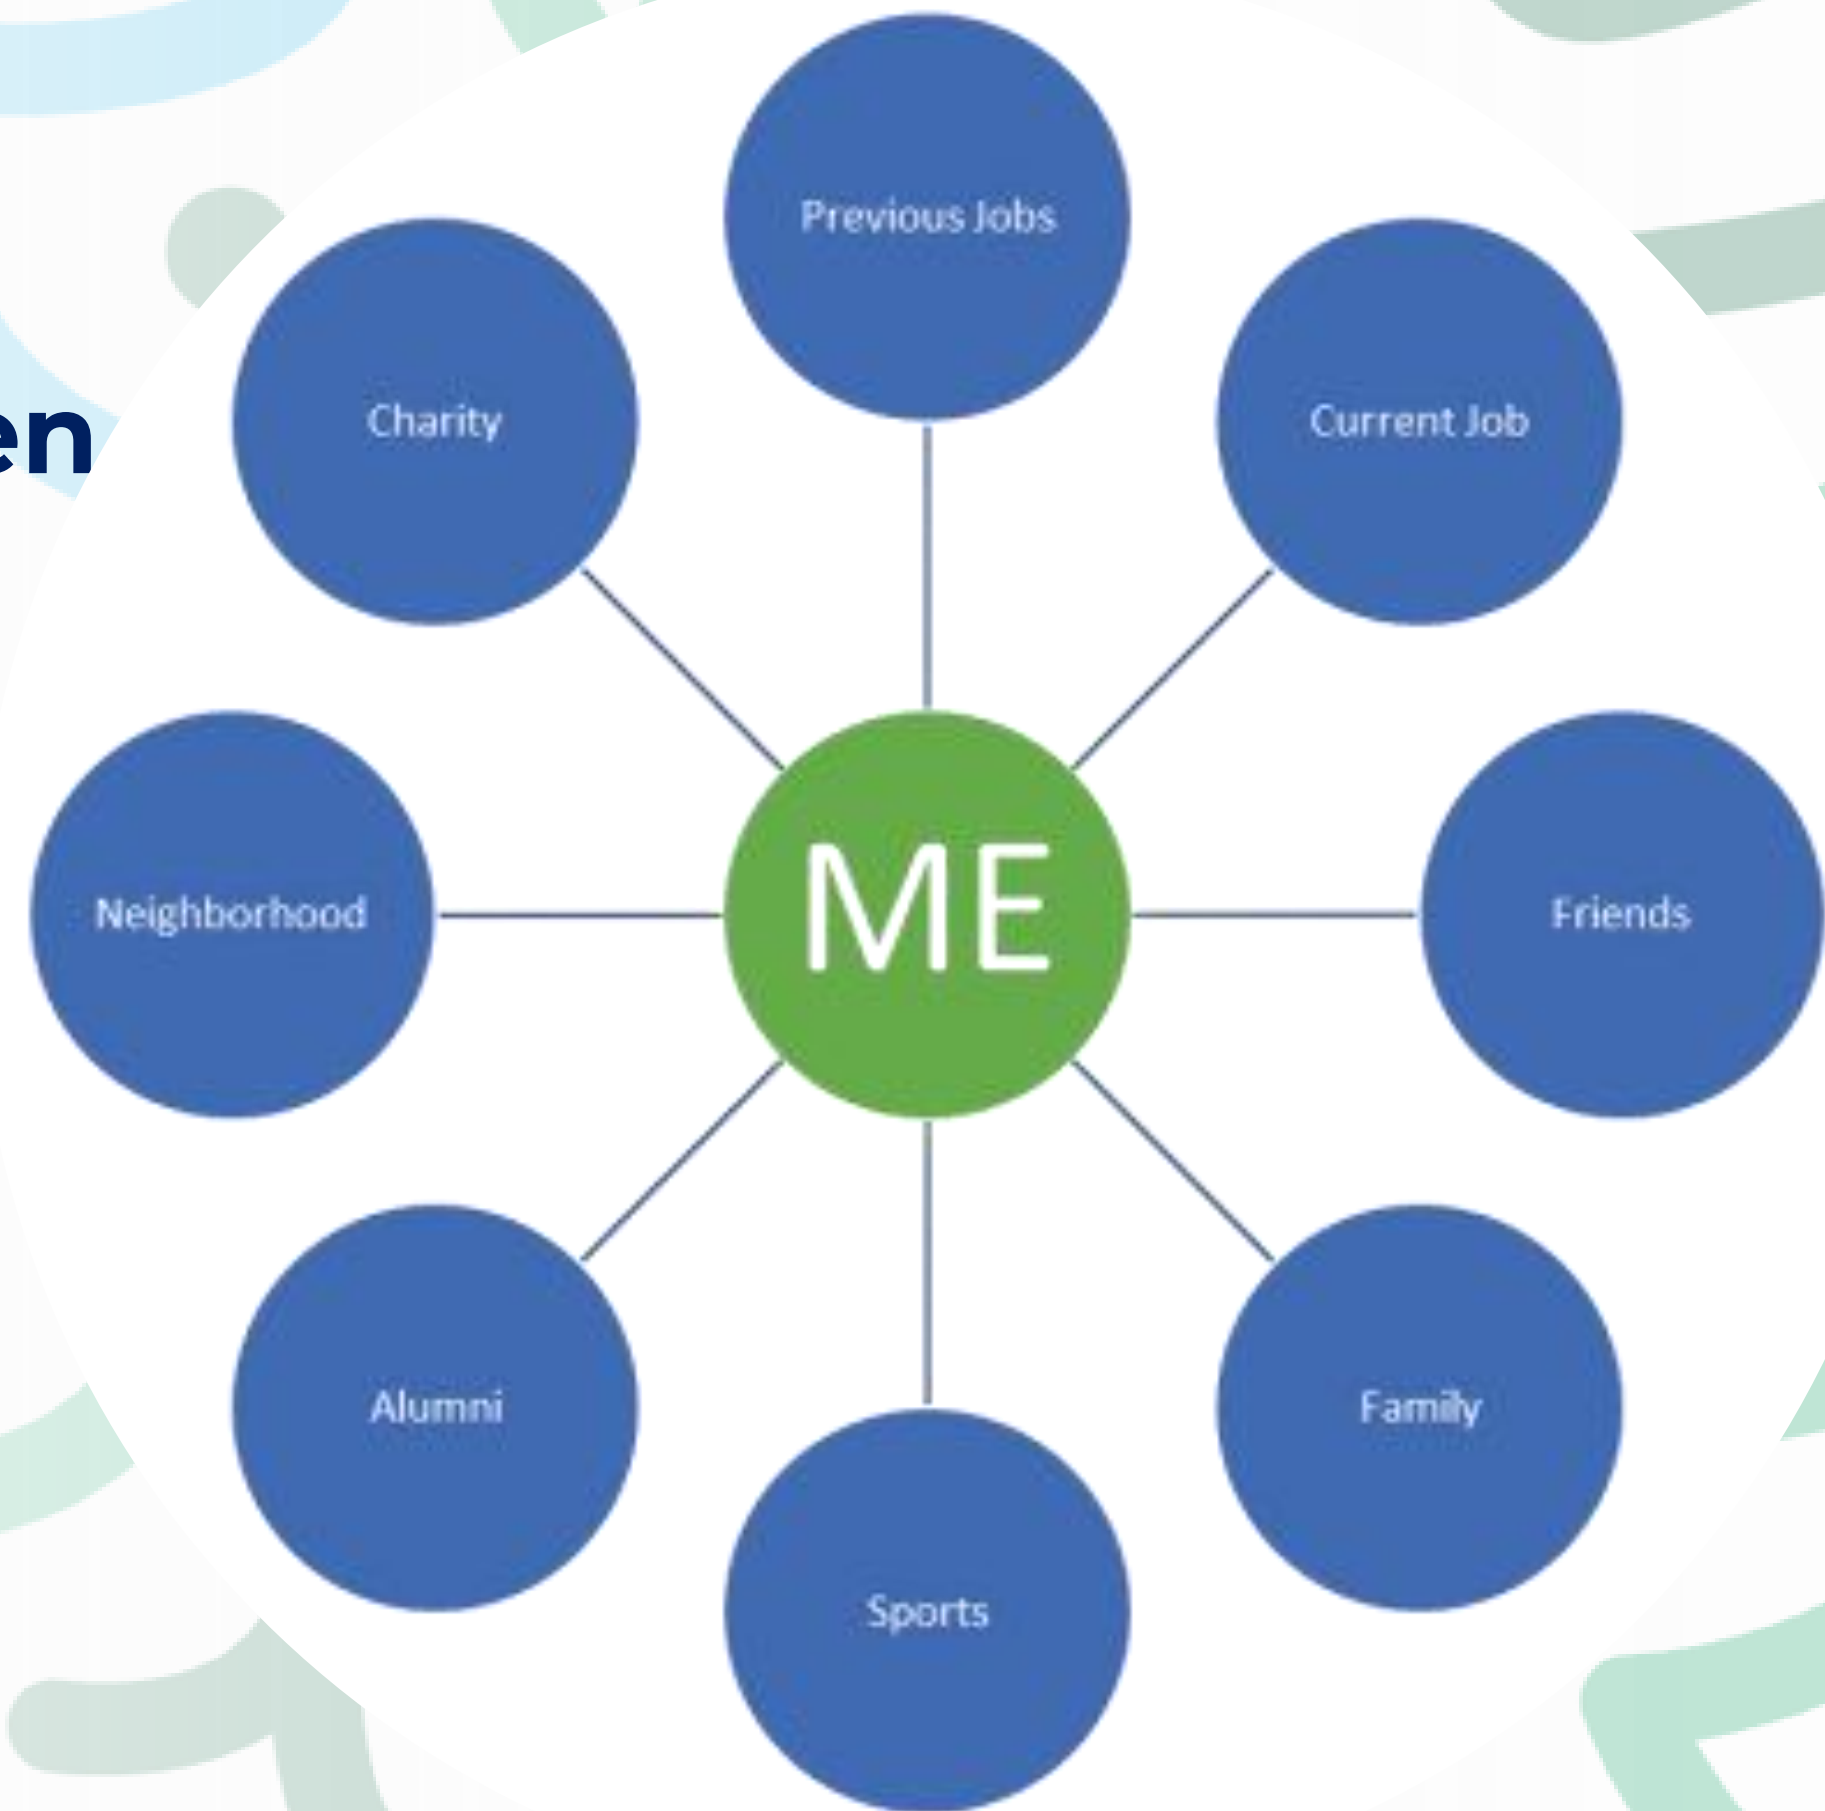 Previous Jobs
Charity
Current Job
en
Neighborhood
ME
Friends
Alumni
Family
Sports